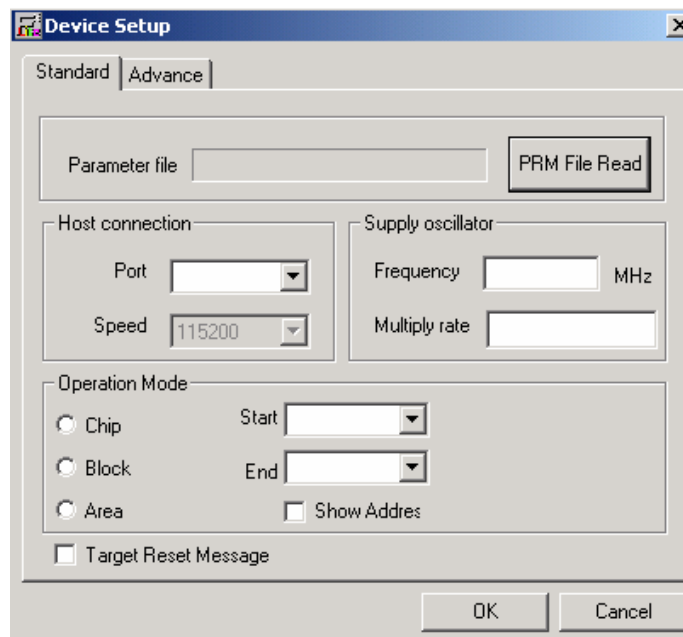 Device Setup
Standard Advance
Parameter file PRM File Read
Host connection
Port
Speed 115200
Supply oscillator
Frequency MHz
Multiply rate
Operation Mode
Chip Start
Block End
Area Show Addres
Target Reset Message
OK Cancel